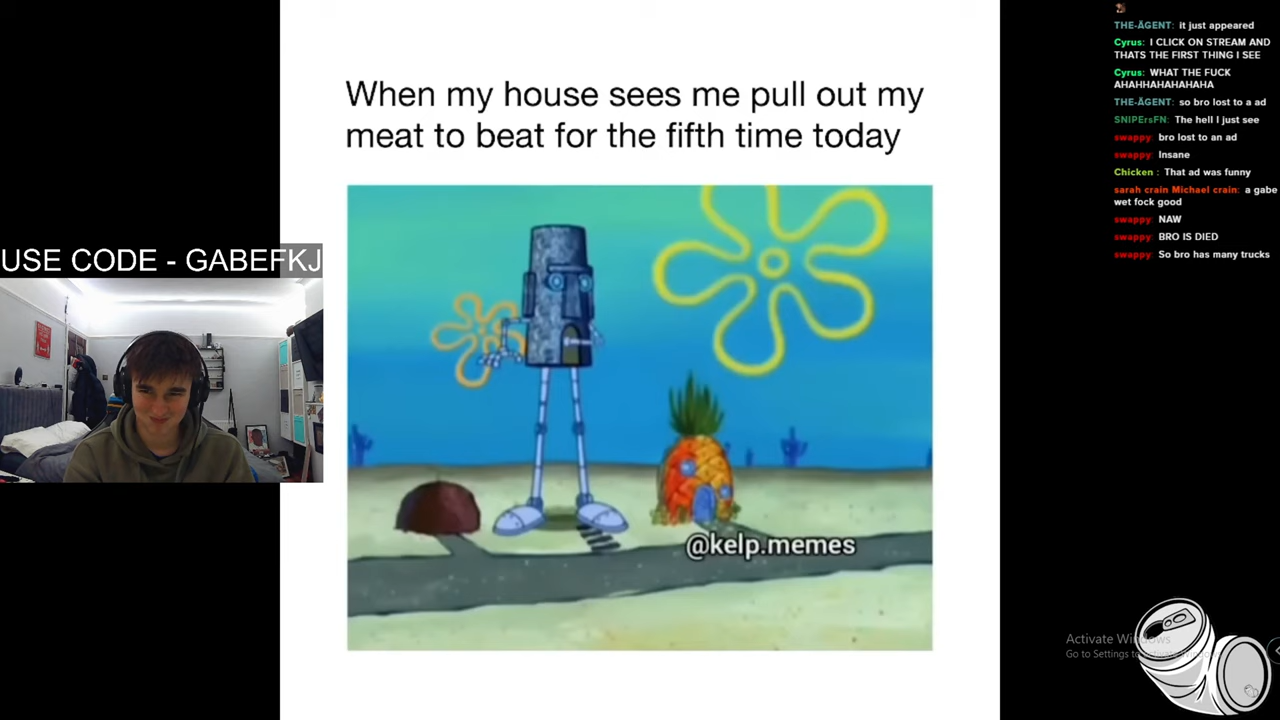 When my house sees me pull out my
meat to beat for the fifth time today
@kelp.memes
USE CODE - GABEFKJ
THE-ÄGENT: it just appeared
Cyrus: I CLICK ON STREAM AND
THATS THE FIRST THING I SEE
Cyrus: WHAT THE FUCK
AHAHHAHAHAHAHA
THE-ÄGENT: so bro lost to a ad
SNIPErsFN: The hell I just see
swappy: bro lost to an ad
swappy: Insane
Chicken : That ad was funny
sarah crain Michael crain: a gabe
wet fock good
swappy: NAW
swappy: BRO IS DIED
swappy: So bro has many trucks
Activate Windows
Go to Settings to